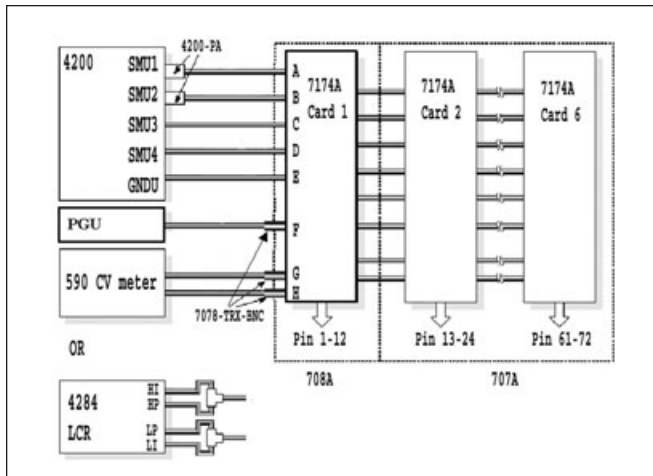 4200
SMU1
SMU2
SMU3
SMU4
GNDU
4200-PA
A
B
C
D
E
F
G
H
7174A
Card 1
7174A
Card 2
7174A
Card 6
PGU
590 CV meter
7078-TRX-BNC
Pin 1-12
Pin 13-24
Pin 61-72
708A
707A
OR
4284
LCR
HI
HP
LP
LI